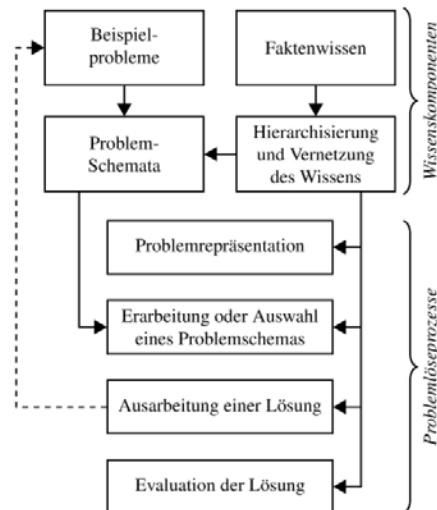 Beispiel-
probleme
Faktenwissen
Problem-
Schemata
Hierarchisierung
und Vernetzung
des Wissens
Wissenskomponenten
Problemrepräsentation
Erarbeitung oder Auswahl
eines Problemschemas
Ausarbeitung einer Lösung
Evaluation der Lösung
Problemlöseprozesse